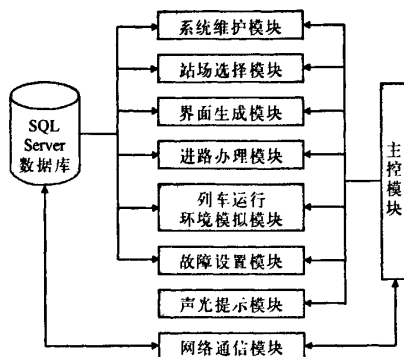 系统维护模块
站场选择模块
界面生成模块
进路办理模块
列车运行
环境模拟模块
故障设置模块
声光提示模块
网络通信模块
SQL
Server
数据库
主控模块